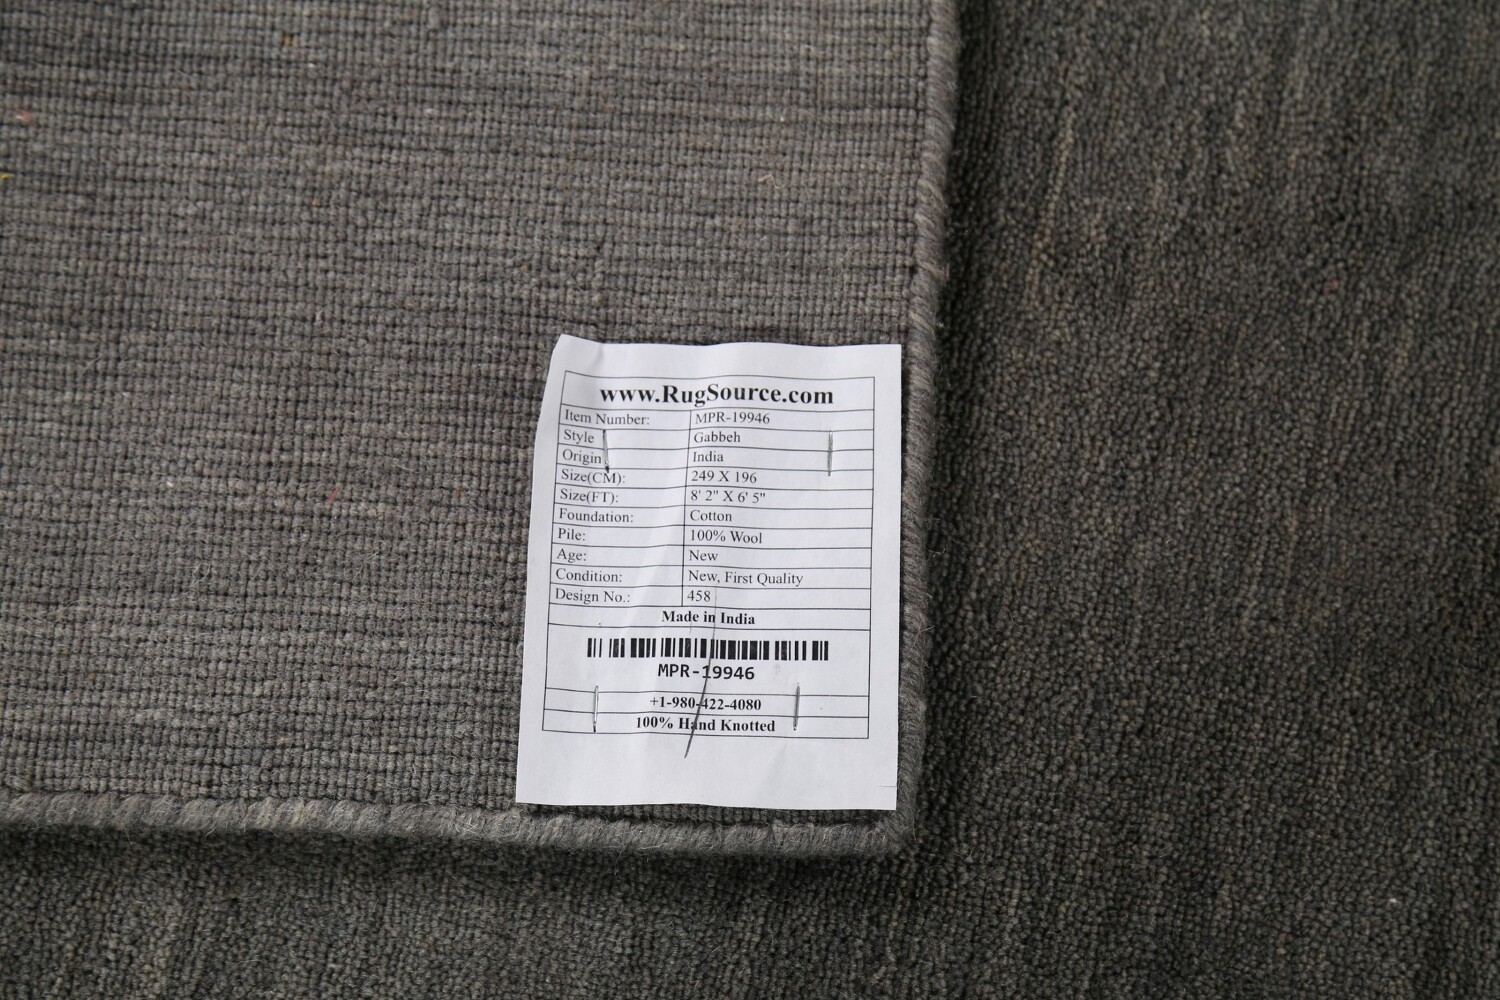 www.RugSource.com
Item Number: MPR-19946
Style Gabbeh
Origin India
Size(CM): 249 X 196
Size(FT): 8' 2" X 6' 5"
Foundation: Cotton
Pile: 100% Wool
Age: New
Condition: New, First Quality
Design No.: 458
Made in India
MPR-19946
+1-980-422-4080
100% Hand Knotted